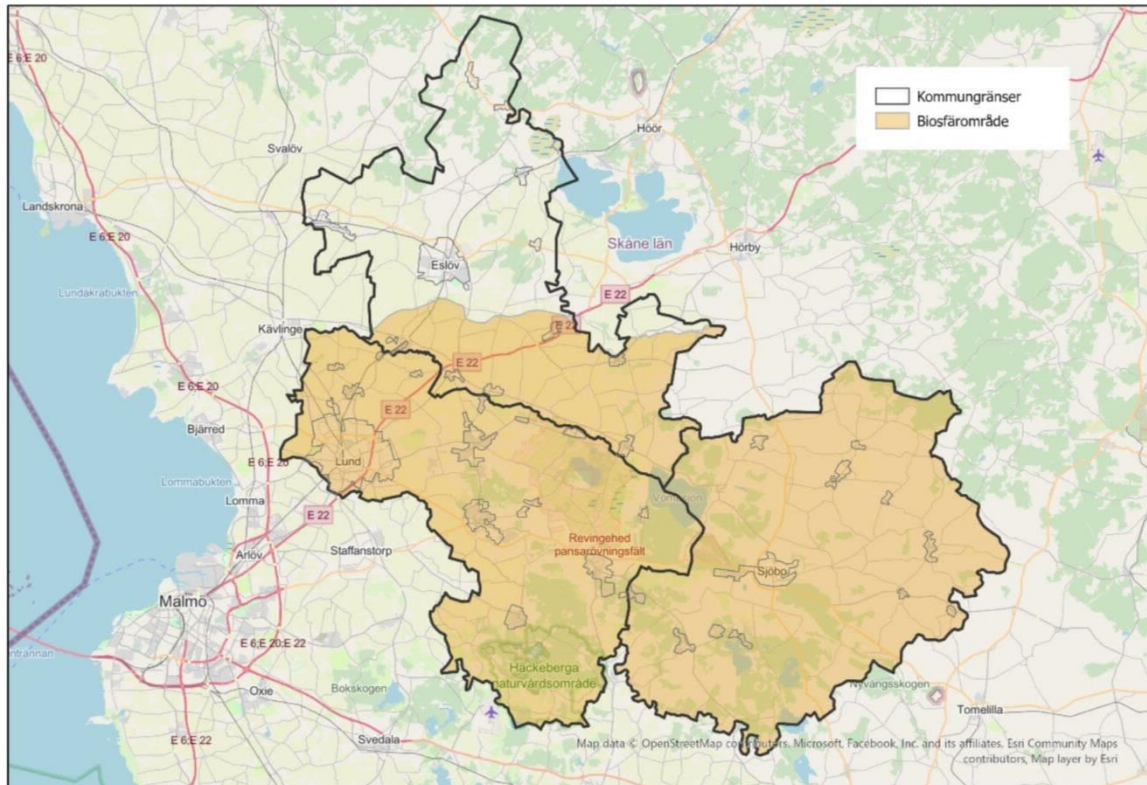 E 6;E 20
Svalöv
Höör
Kommungränser
Biosfärområde
Landskrona
E 6;E 20
Skåne län
Hörby
Eslöv
Lundåkrabukten
E 22
Kävlinge
E 22
E 22
E 6;E 20
E 22
Bjärred
Lund
E 6;E 20
Lommabukten
Lomma
E 22
Vombsjön
Arlöv
Staffanstorp
Revingehed
pansarövningsfält
Sjöbo
Malmö
E 6;E 20;E 22
Häckeberga
naturvårdsområde
Oxie
Bokskogen
Nyvångsskogen
Tomelilla
Svedala
E 6;E 22
Map data © OpenStreetMap contributors, Microsoft, Facebook, Inc. and its affiliates, Esri Community Maps
contributors, Map layer by Esri